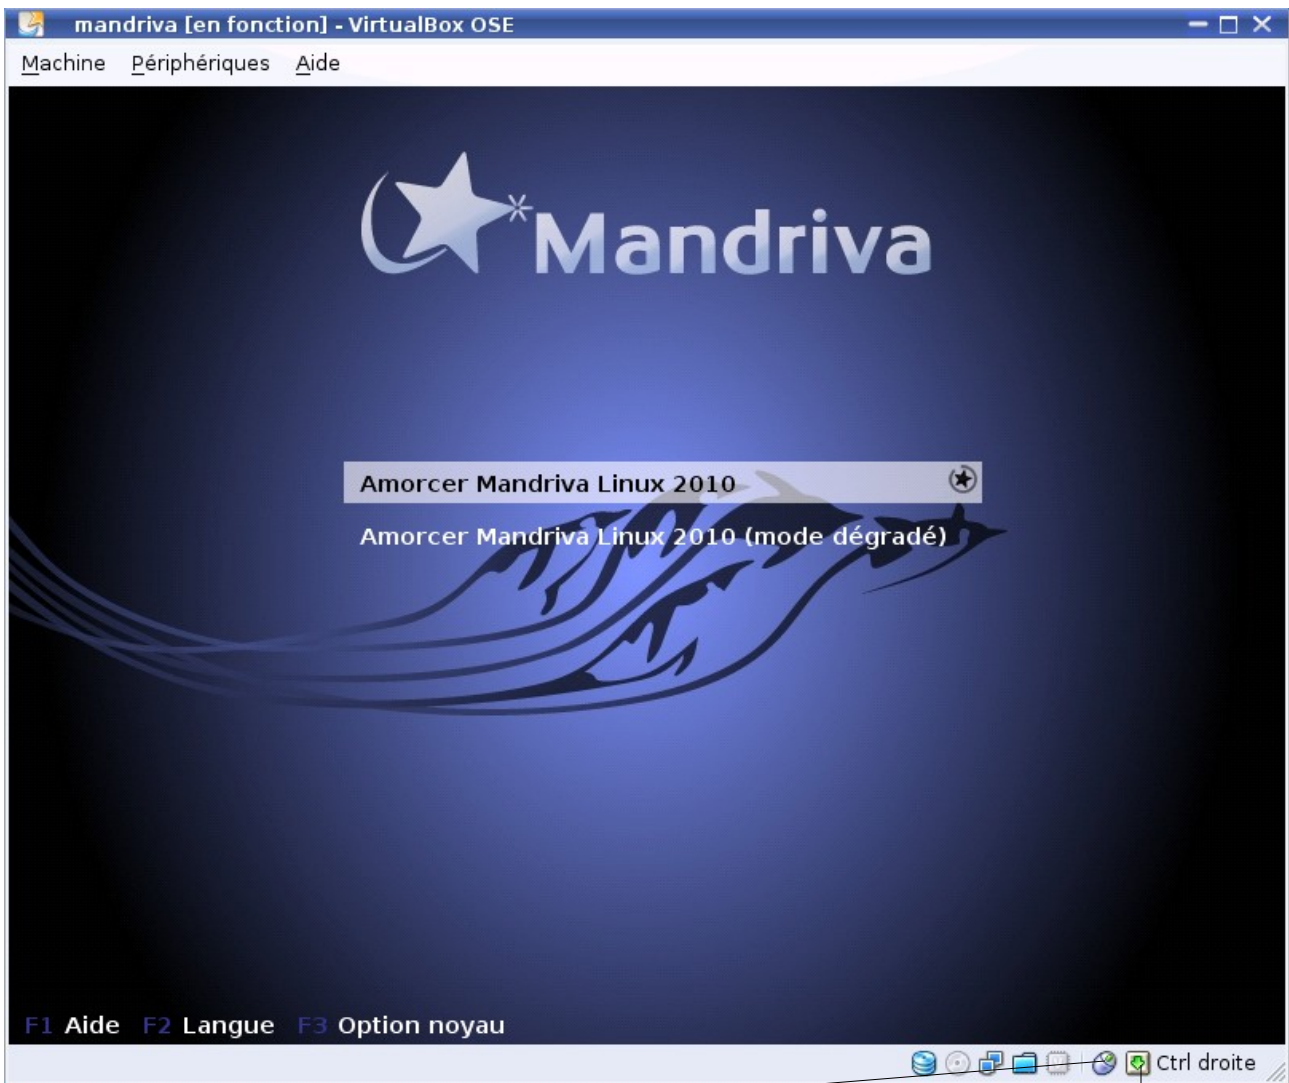 mandriva [en fonction] - VirtualBox OSE
Machine Périphériques Aide
Mandriva
Amorcer Mandriva Linux 2010
Amorcer Mandriva Linux 2010 (mode dégradé)
F1 Aide F2 Langue F3 Option noyau
Ctrl droite